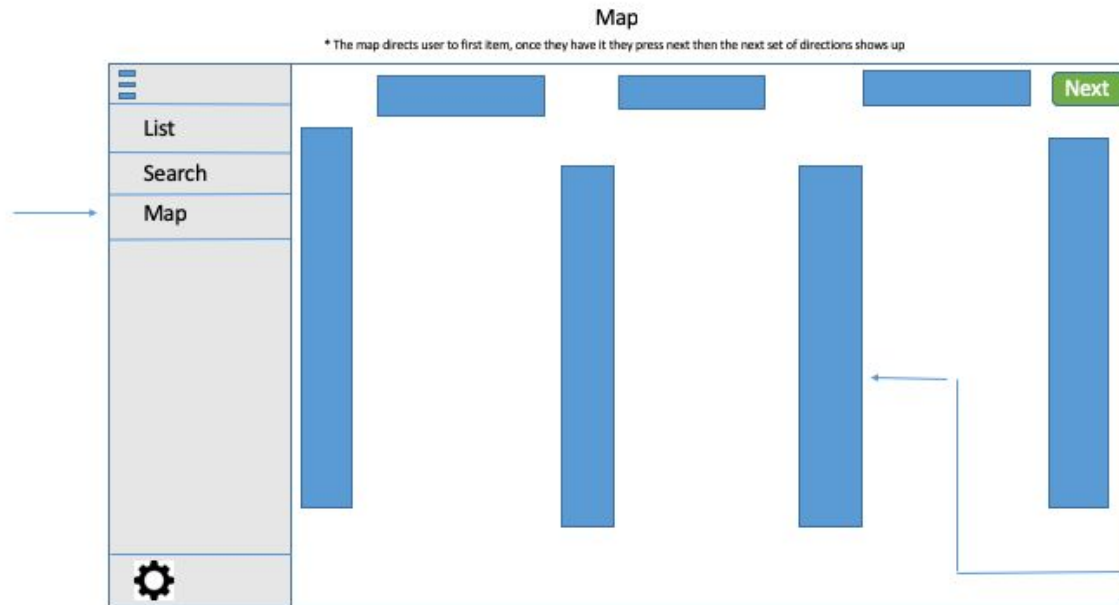 Map
* The map directs user to first item, once they have it they press next then the next set of directions shows up
Next
List
Search
Map